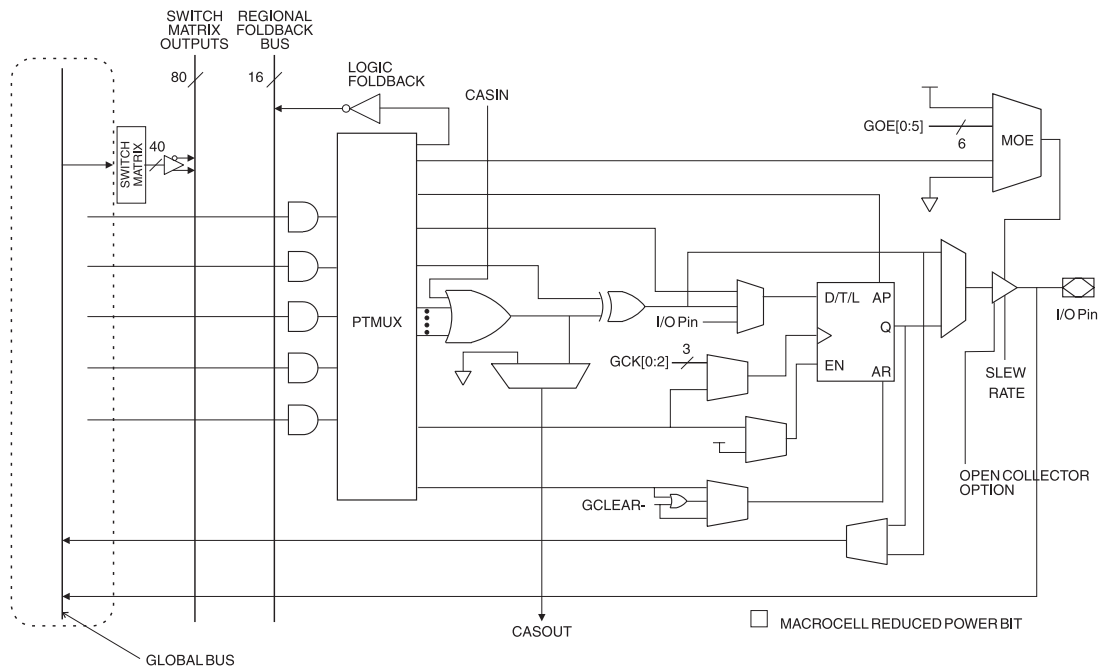 SWITCH
MATRIX
OUTPUTS
REGIONAL
FOLDBACK
BUS
80
16
LOGIC
FOLDBACK
CASIN
SWITCH
MATRIX
40
GOE[0:5]
6
MOE
PTMUX
I/O Pin
D/T/L
AP
Q
EN
AR
GCK[0:2]
3
I/O Pin
SLEW
RATE
OPEN COLLECTOR
OPTION
GCLEAR-
CASOUT
MACROCELL REDUCED POWER BIT
GLOBAL BUS